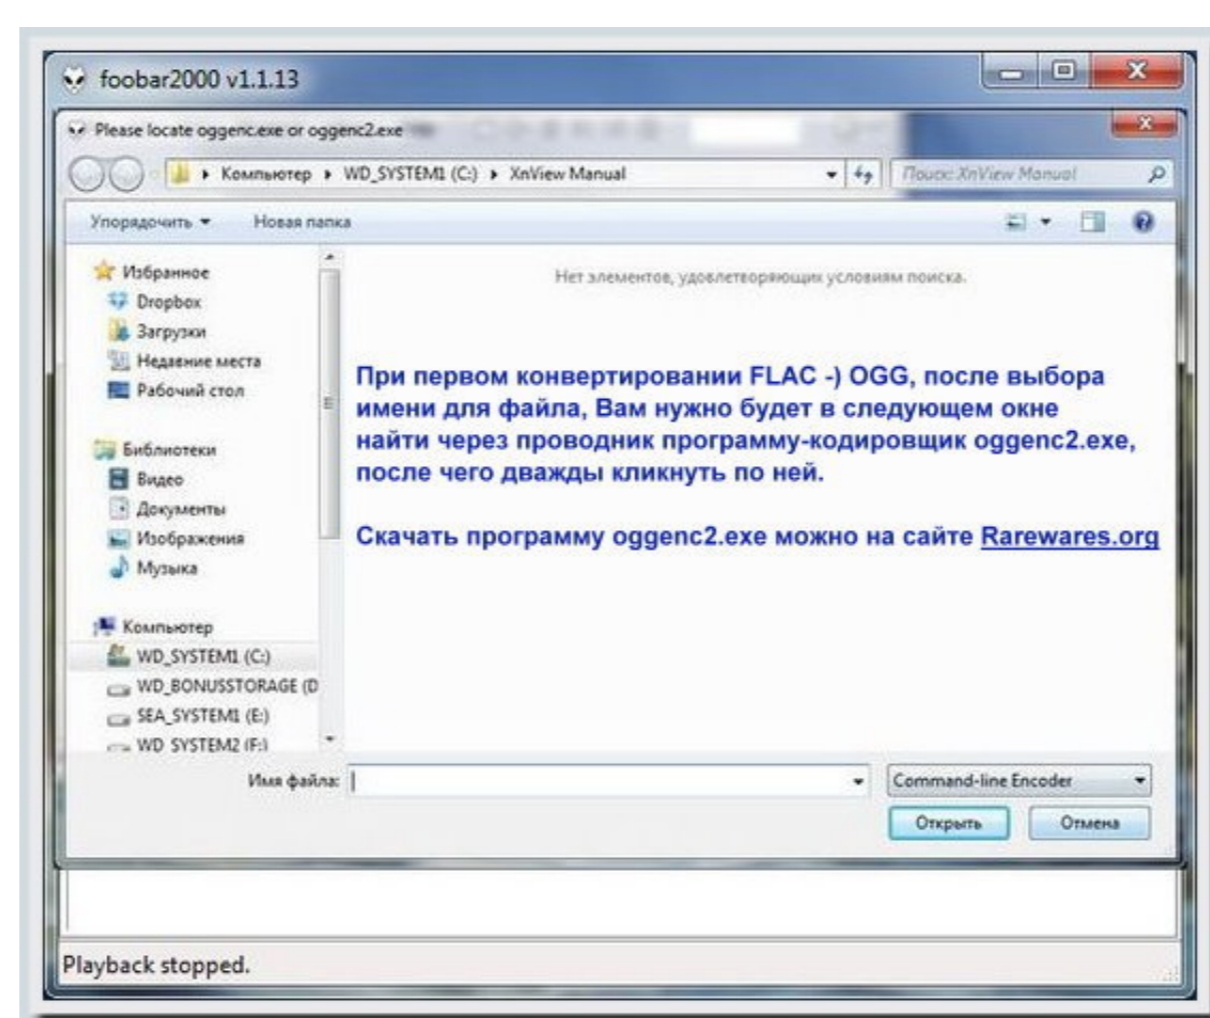 foobar2000 v1.1.13
Please locate oggenc.exe or oggenc2.exe
Компьютер WD_SYSTEM1 (C:) XnView Manual
Поиск: XnView Manual
Упорядочить Новая папка
Избранное
Dropbox
Загрузки
Недавние места
Рабочий стол
Библиотеки
Видео
Документы
Изображения
Музыка
Компьютер
WD_SYSTEM1 (C:)
WD_BONUSSTORAGE (D
SEA_SYSTEM1 (E:)
WD_SYSTEM2 (F:)
Нет элементов, удовлетворяющих условиям поиска.
При первом конвертировании FLAC -) OGG, после выбора
имени для файла, Вам нужно будет в следующем окне
найти через проводник программу-кодировщик oggenc2.exe,
после чего дважды кликнуть по ней.
Скачать программу oggenc2.exe можно на сайте Rarewares.org
Имя файла:
Command-line Encoder
Открыть Отмена
Playback stopped.